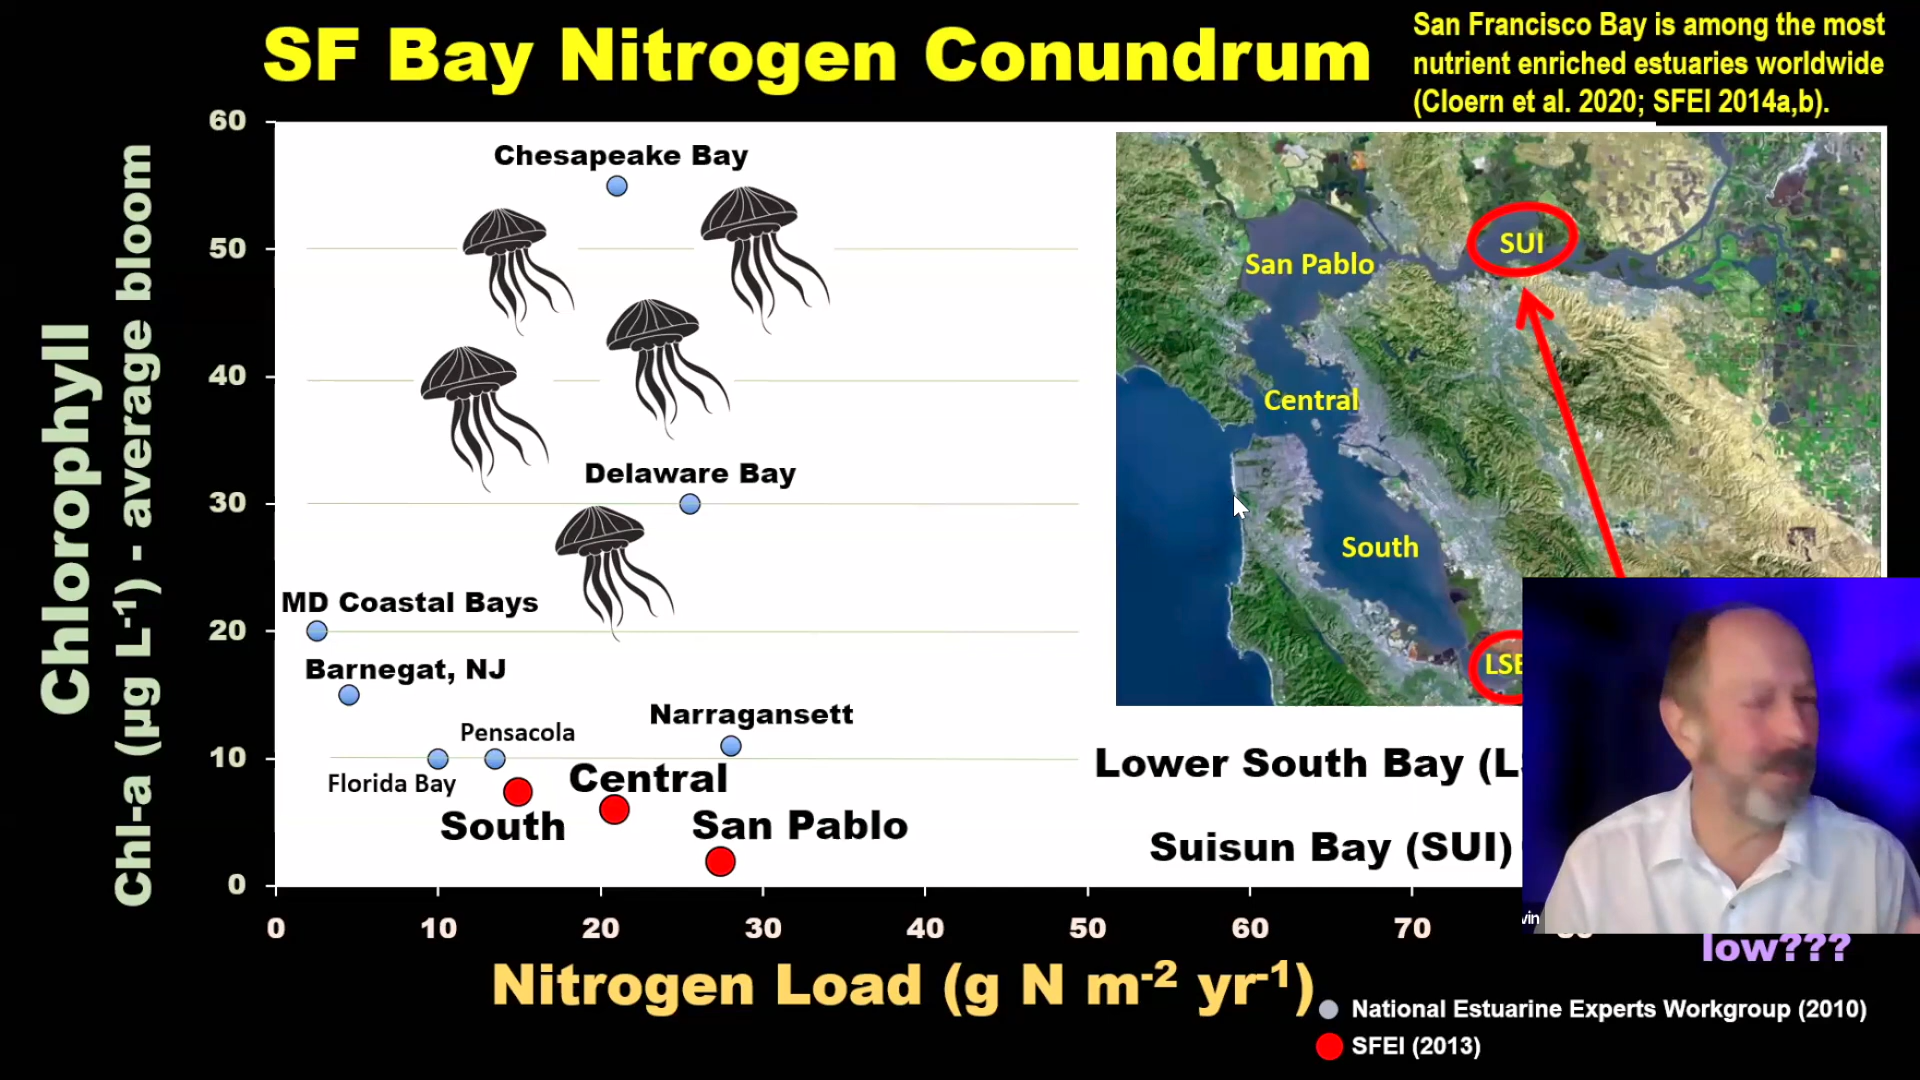 SF Bay Nitrogen Conundrum
San Francisco Bay is among the most
nutrient enriched estuaries worldwide
(Cloern et al. 2020; SFEI 2014a,b).
Chlorophyll
Chl-a (µg L-1) - average bloom
60
50
40
30
20
10
0
Chesapeake Bay
Delaware Bay
MD Coastal Bays
Barnegat, NJ
Pensacola
Narragansett
Florida Bay
Central
South
San Pablo
San Pablo
SUI
Central
South
Lower South Bay
Suisun Bay (SUI)
0 10 20 30 40 50 60 70
low???
Nitrogen Load (g N m-2 yr-1)
National Estuarine Experts Workgroup (2010)
SFEI (2013)